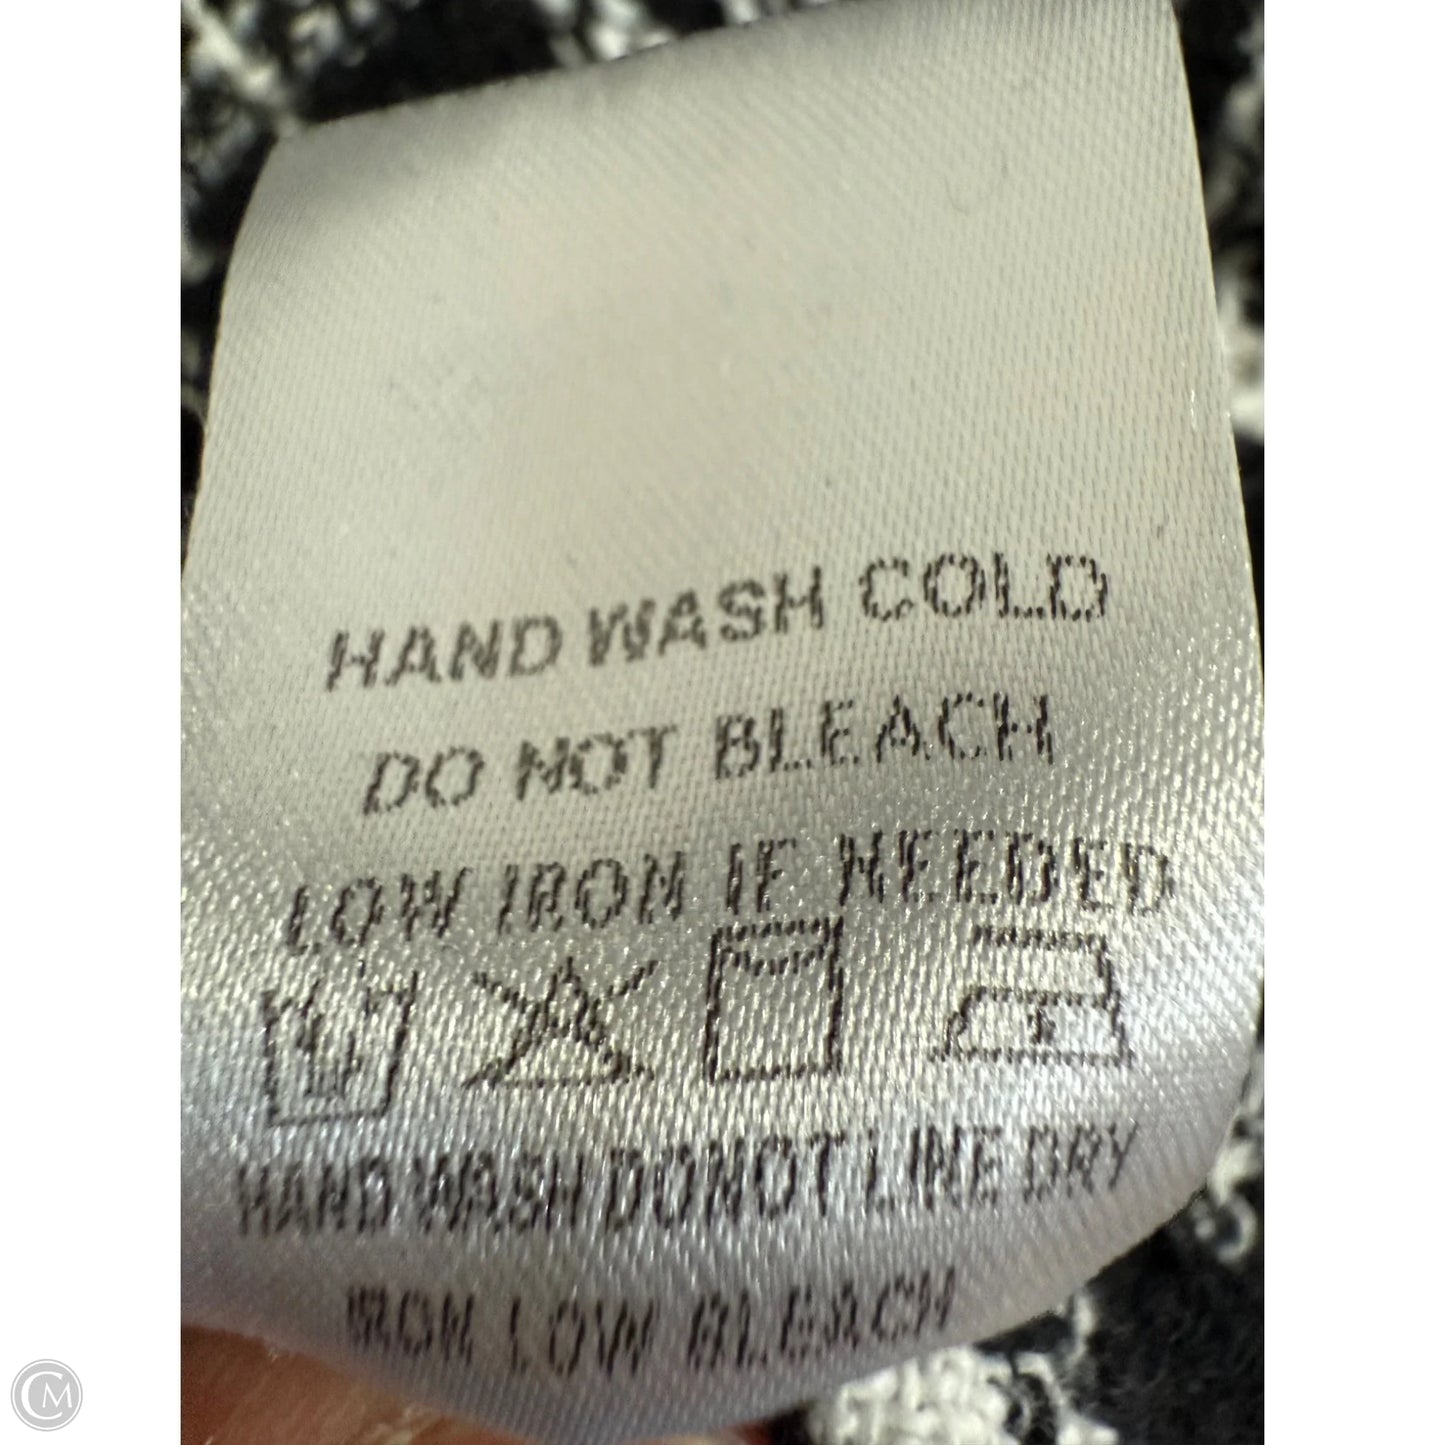 HAND WASH COLD
DO NOT BLEACH
LOW IRON IF NEEDED
HAND WASH DO NOT LINE DRY
IRON LOW BLEACH
CM